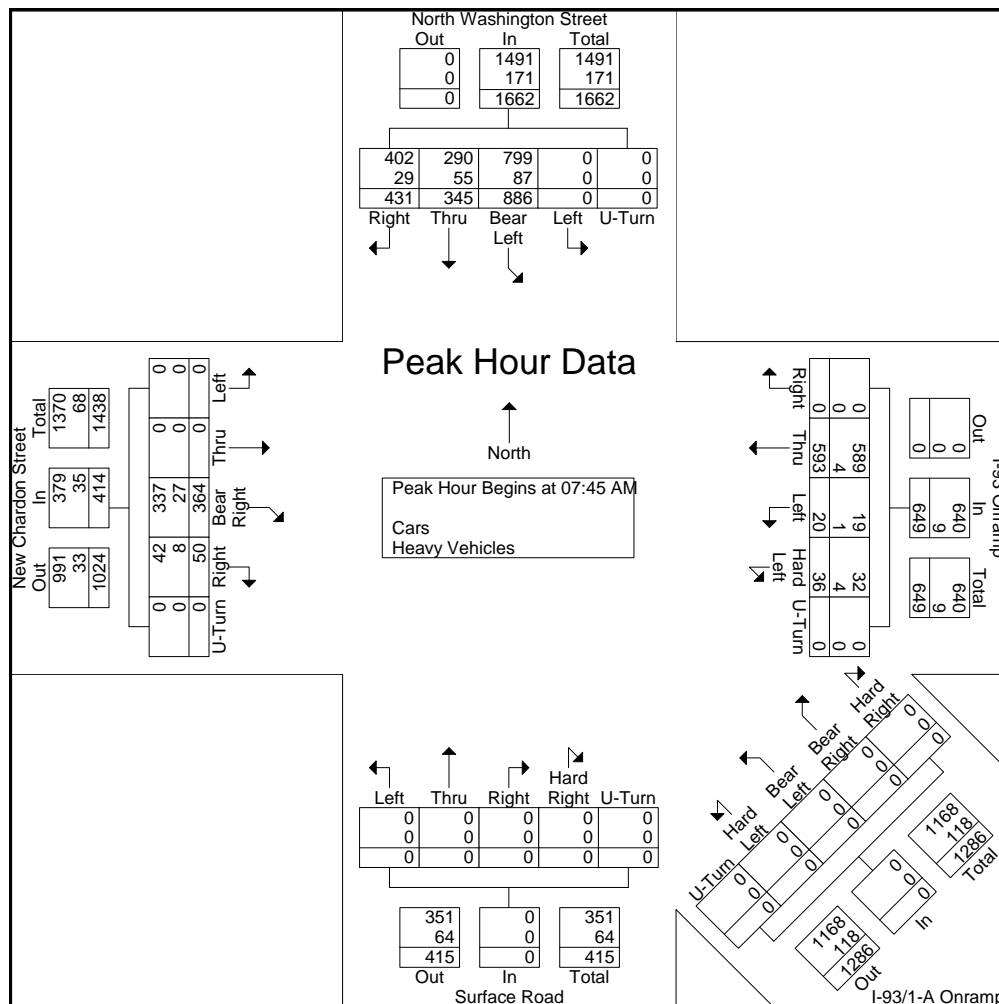 North Washington Street
Out In Total
0 1491 1491
0 171 171
0 1662 1662
402 290 799 0 0
29 55 87 0 0
431 345 886 0 0
Right Thru Bear Left Left U-Turn
Peak Hour Data
North
Peak Hour Begins at 07:45 AM
Cars
Heavy Vehicles
New Chardon Street
Total In Out
1370 379 991
68 35 33
1438 414 1024
0 0 337 42 0
0 0 27 8 0
0 0 364 50 0
Left Thru Bear Right Right U-Turn
Right Thru Left Hard Left U-Turn
0 589 19 32 0
0 4 1 4 0
0 593 20 36 0
Out In Total
0 640 640
0 9 9
0 649 649
I-93 Onramp
Left Thru Right Hard Right U-Turn
0 0 0 0 0
0 0 0 0 0
0 0 0 0 0
351 0 351
64 0 64
415 0 415
Out In Total
Surface Road
U-Turn Hard Left Bear Left Bear Right Hard Right
0 0 0 0 0
0 0 0 0 0
0 0 0 0 0
1168 0 1168
118 0 118
1286 0 1286
Out In Total
I-93/1-A Onramp